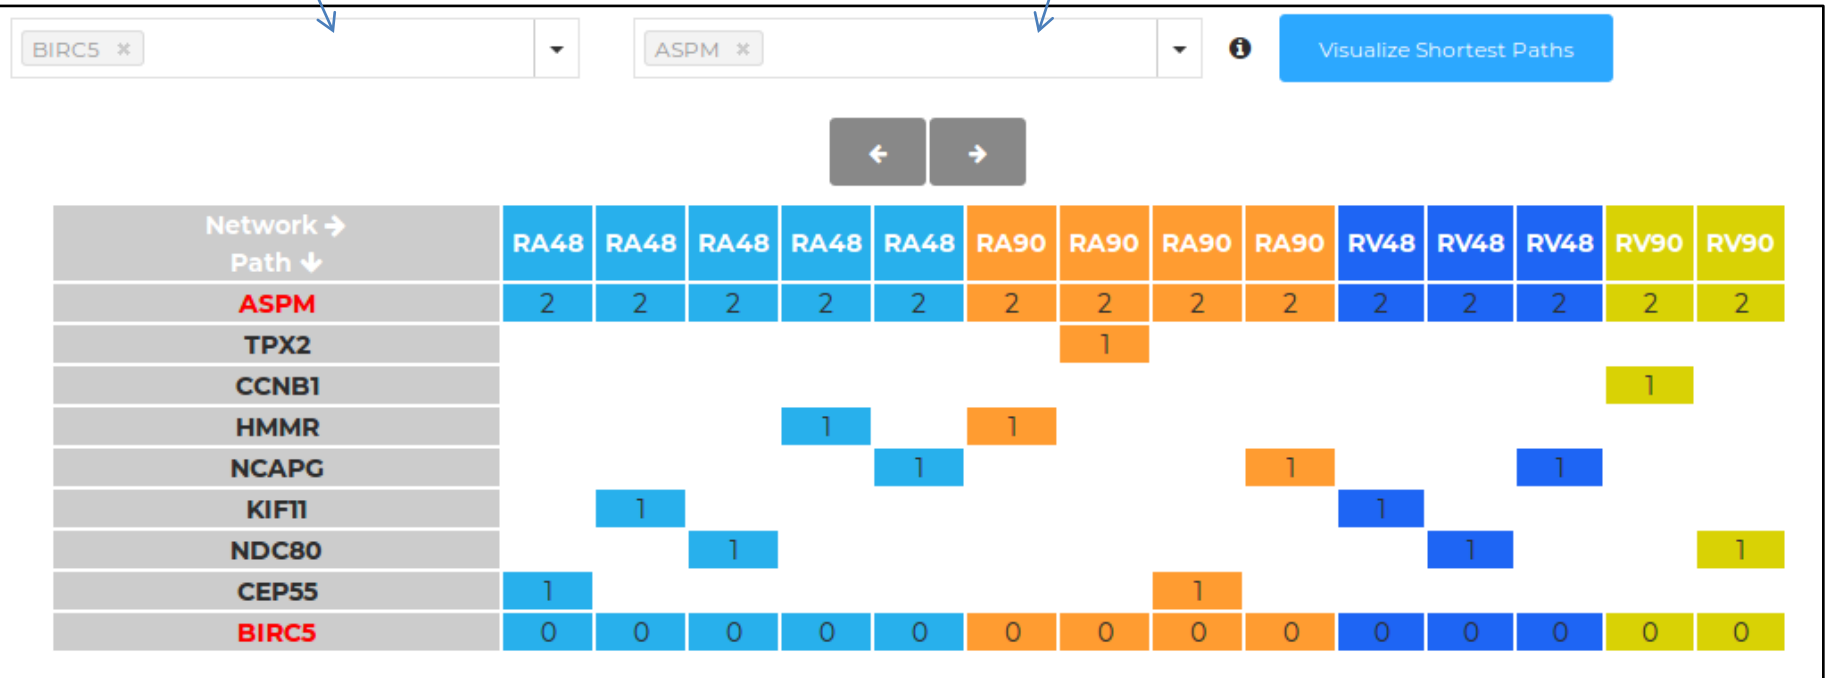 BIRC5 × ASPM × Visualize Shortest Paths
Network →
Path ↓
RA48 RA48 RA48 RA48 RA48 RA90 RA90 RA90 RA90 RV48 RV48 RV48 RV90 RV90
ASPM 2 2 2 2 2 2 2 2 2 2 2 2 2 2
TPX2 1
CCNB1 1
HMMR 1 1
NCAPG 1 1 1
KIF11 1 1
NDC80 1 1 1
CEP55 1 1
BIRC5 0 0 0 0 0 0 0 0 0 0 0 0 0 0